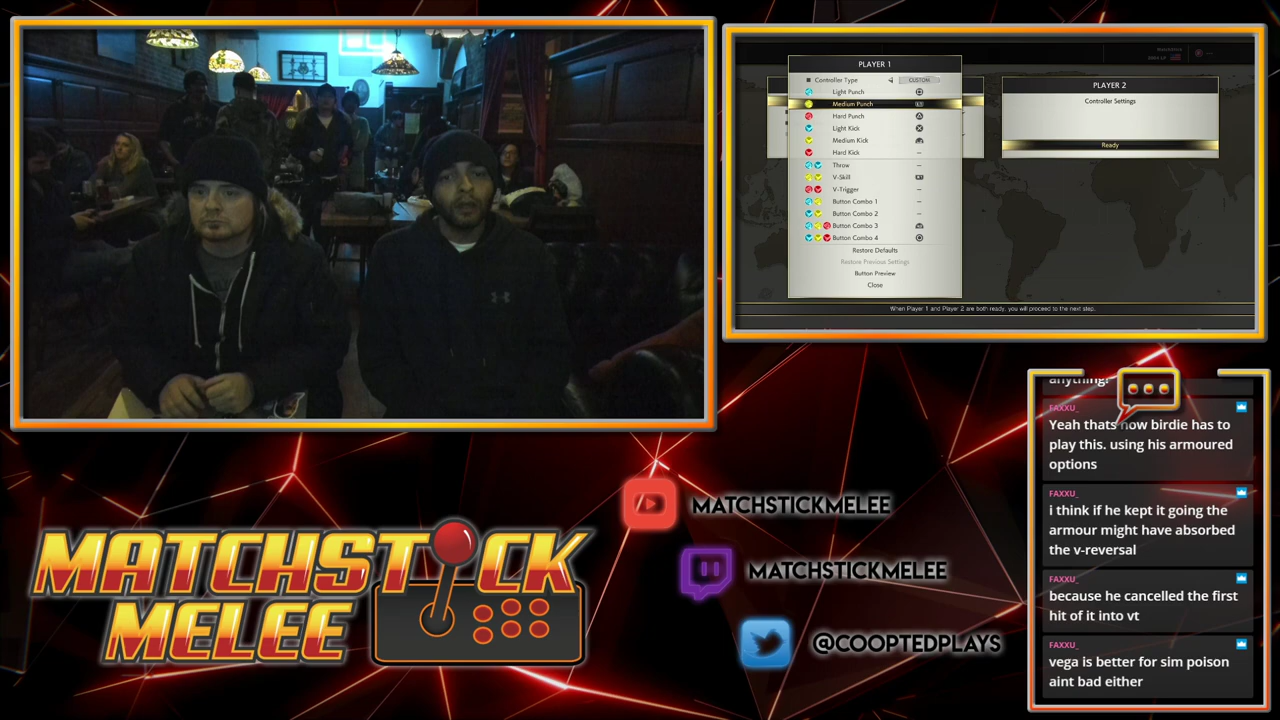 PLAYER 1
Controller Type CUSTOM
Light Punch
Medium Punch
Hard Punch
Light Kick
Medium Kick
Hard Kick --
Throw --
V-Skill
V-Trigger --
Button Combo 1 --
Button Combo 2 --
Button Combo 3
Button Combo 4
Restore Defaults
Restore Previous Settings
Button Preview
Close
PLAYER 2
Controller Settings
Ready
When Player 1 and Player 2 are both ready, you will proceed to the next step.
anything!
FAXXU_
Yeah thats how birdie has to
play this. using his armoured
options
FAXXU_
i think if he kept it going the
armour might have absorbed
the v-reversal
FAXXU_
because he cancelled the first
hit of it into vt
FAXXU_
vega is better for sim poison
aint bad either
MATCHSTICK
MELEE
MATCHSTICKMELEE
MATCHSTICKMELEE
@COOPTEDPLAYS